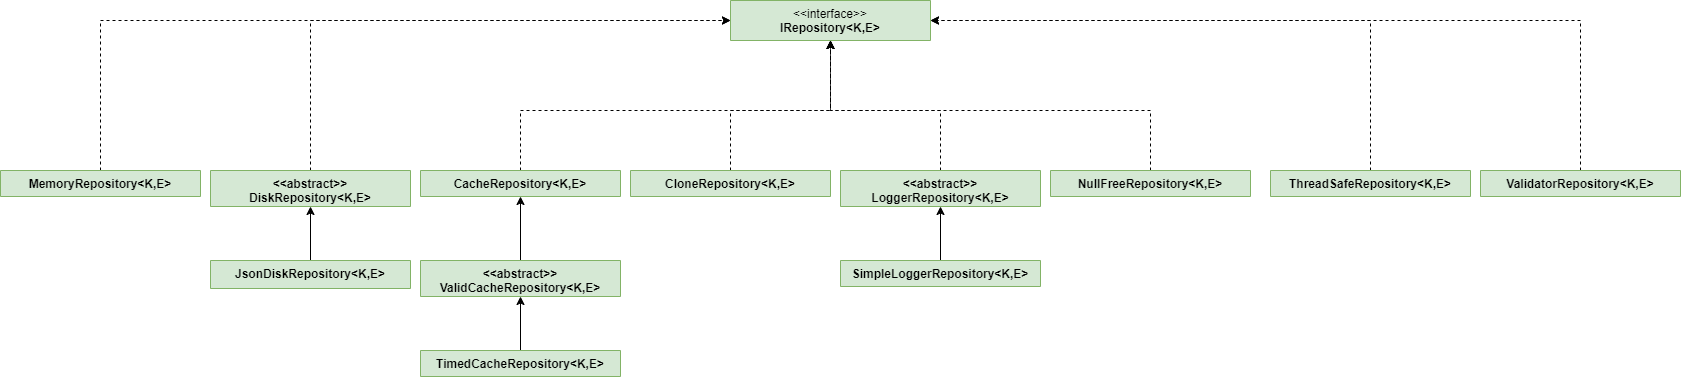 <<interface>>
IRepository<K,E>
MemoryRepository<K,E>
<<abstract>>
DiskRepository<K,E>
CacheRepository<K,E>
CloneRepository<K,E>
<<abstract>>
LoggerRepository<K,E>
NullFreeRepository<K,E>
ThreadSafeRepository<K,E>
ValidatorRepository<K,E>
JsonDiskRepository<K,E>
<<abstract>>
ValidCacheRepository<K,E>
SimpleLoggerRepository<K,E>
TimedCacheRepository<K,E>